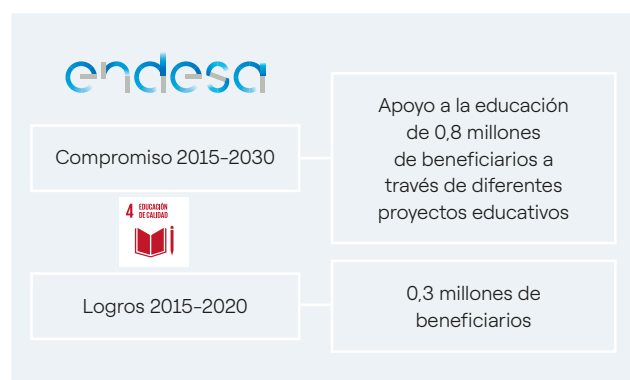 endesa
Compromiso 2015-2030
Apoyo a la educación
de 0,8 millones
de beneficiarios a
través de diferentes
proyectos educativos
4 EDUCACIÓN
DE CALIDAD
Logros 2015-2020
0,3 millones de
beneficiarios